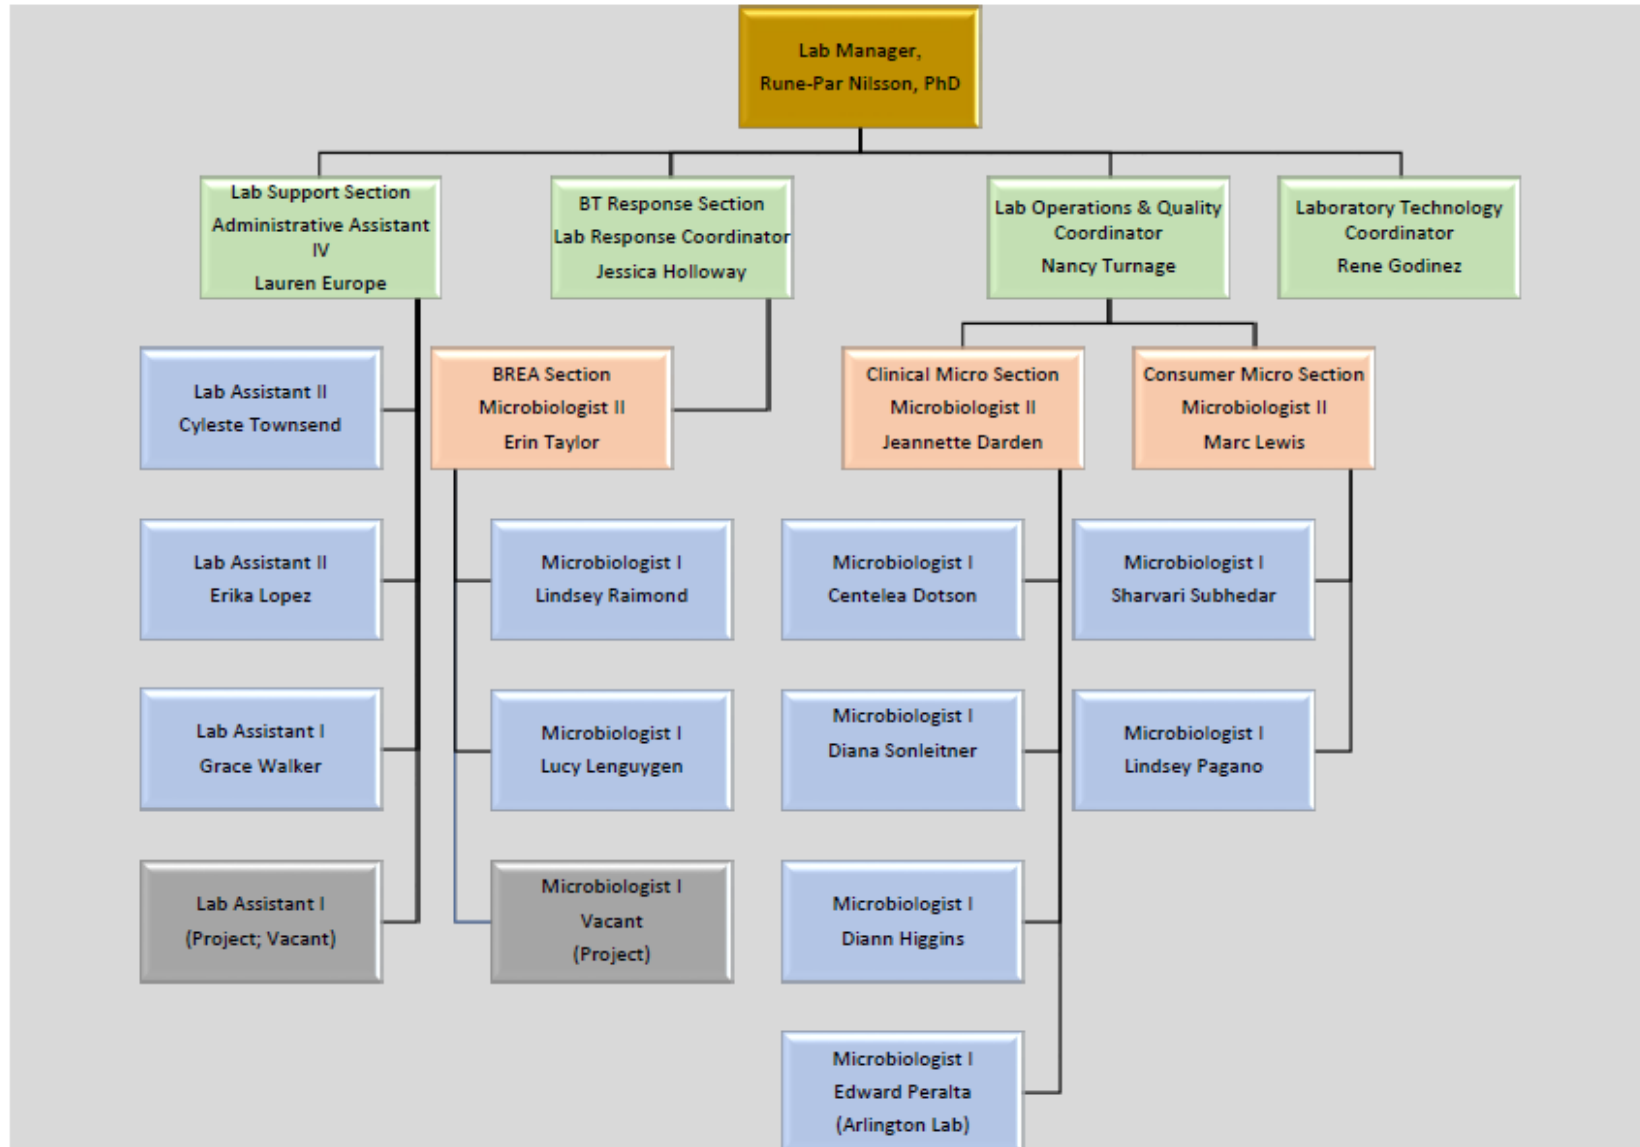 Lab Manager,
Rune-Par Nilsson, PhD
Lab Support Section
Administrative Assistant
IV
Lauren Europe
BT Response Section
Lab Response Coordinator
Jessica Holloway
Lab Operations & Quality
Coordinator
Nancy Turnage
Laboratory Technology
Coordinator
Rene Godinez
Lab Assistant II
Cyleste Townsend
BREA Section
Microbiologist II
Erin Taylor
Clinical Micro Section
Microbiologist II
Jeannette Darden
Consumer Micro Section
Microbiologist II
Marc Lewis
Lab Assistant II
Erika Lopez
Microbiologist I
Lindsey Raimond
Microbiologist I
Centelea Dotson
Microbiologist I
Sharvari Subhedar
Lab Assistant I
Grace Walker
Microbiologist I
Lucy Lenguygen
Microbiologist I
Diana Sonleitner
Microbiologist I
Lindsey Pagano
Lab Assistant I
(Project; Vacant)
Microbiologist I
Vacant
(Project)
Microbiologist I
Diann Higgins
Microbiologist I
Edward Peralta
(Arlington Lab)